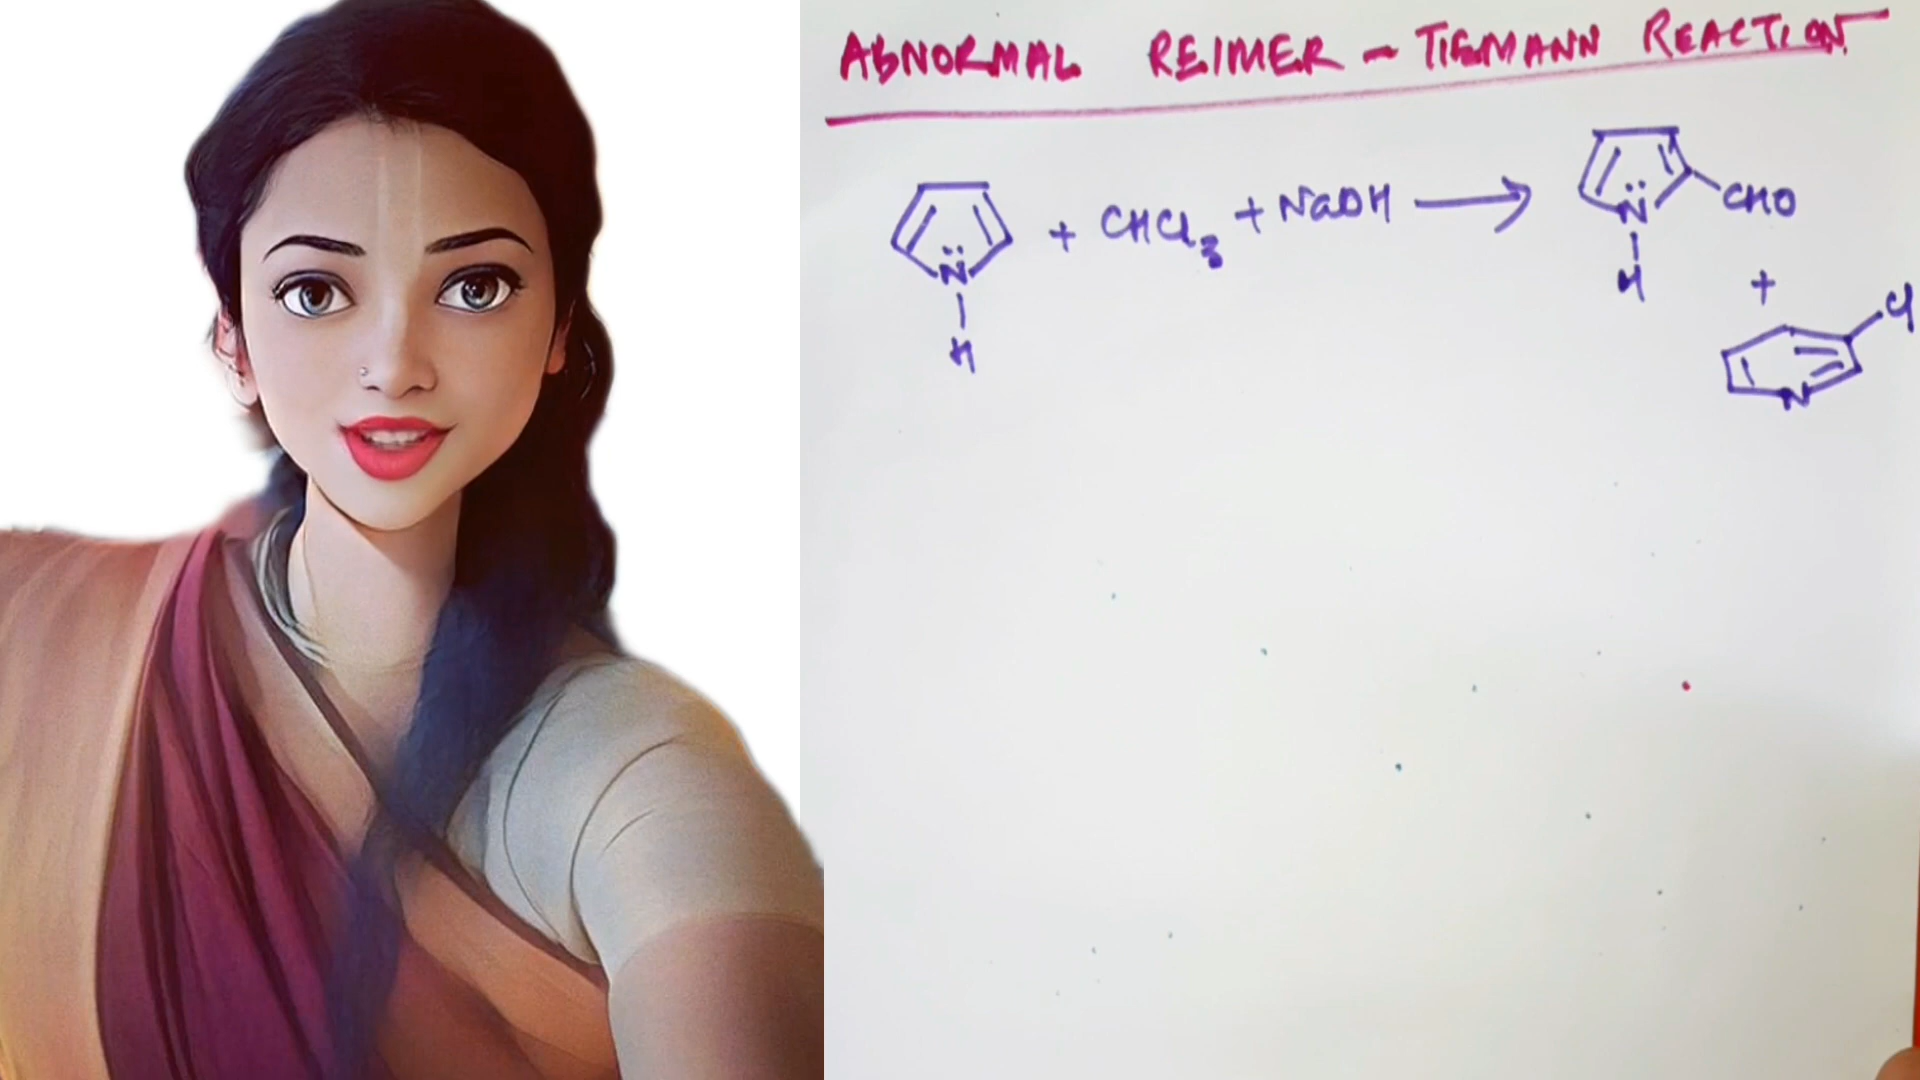 ABNORMAL REIMER - TIEMANN REACTION
N
H
+ CHCl3 + NaOH →
N
H
CHO
+
Cl
N